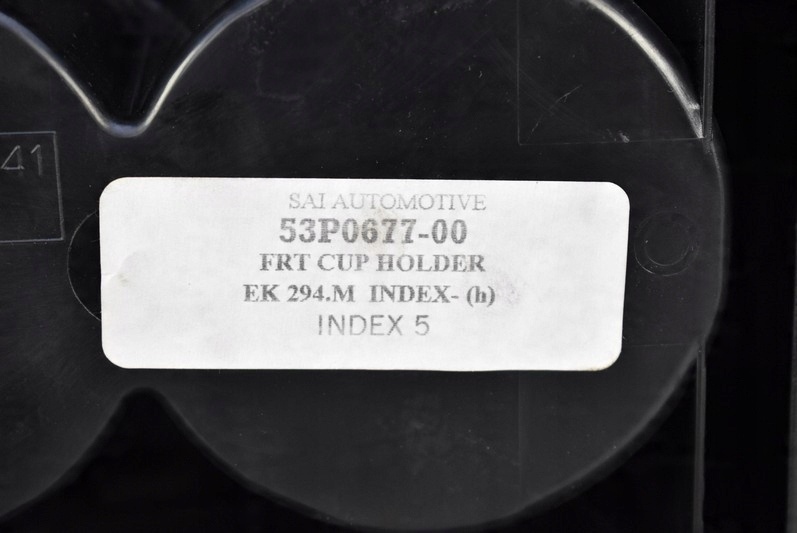 41
SAI AUTOMOTIVE
53P0677-00
FRT CUP HOLDER
EK 294.M INDEX- (h)
INDEX 5